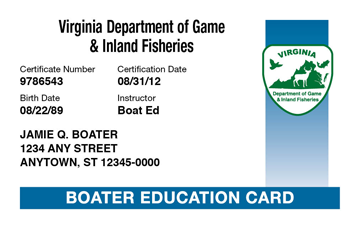 Virginia Department of Game
& Inland Fisheries
Certificate Number Certification Date
9786543 08/31/12
Birth Date Instructor
08/22/89 Boat Ed
JAMIE Q. BOATER
1234 ANY STREET
ANYTOWN, ST 12345-0000
VIRGINIA
Department of Game
& Inland Fisheries
BOATER EDUCATION CARD